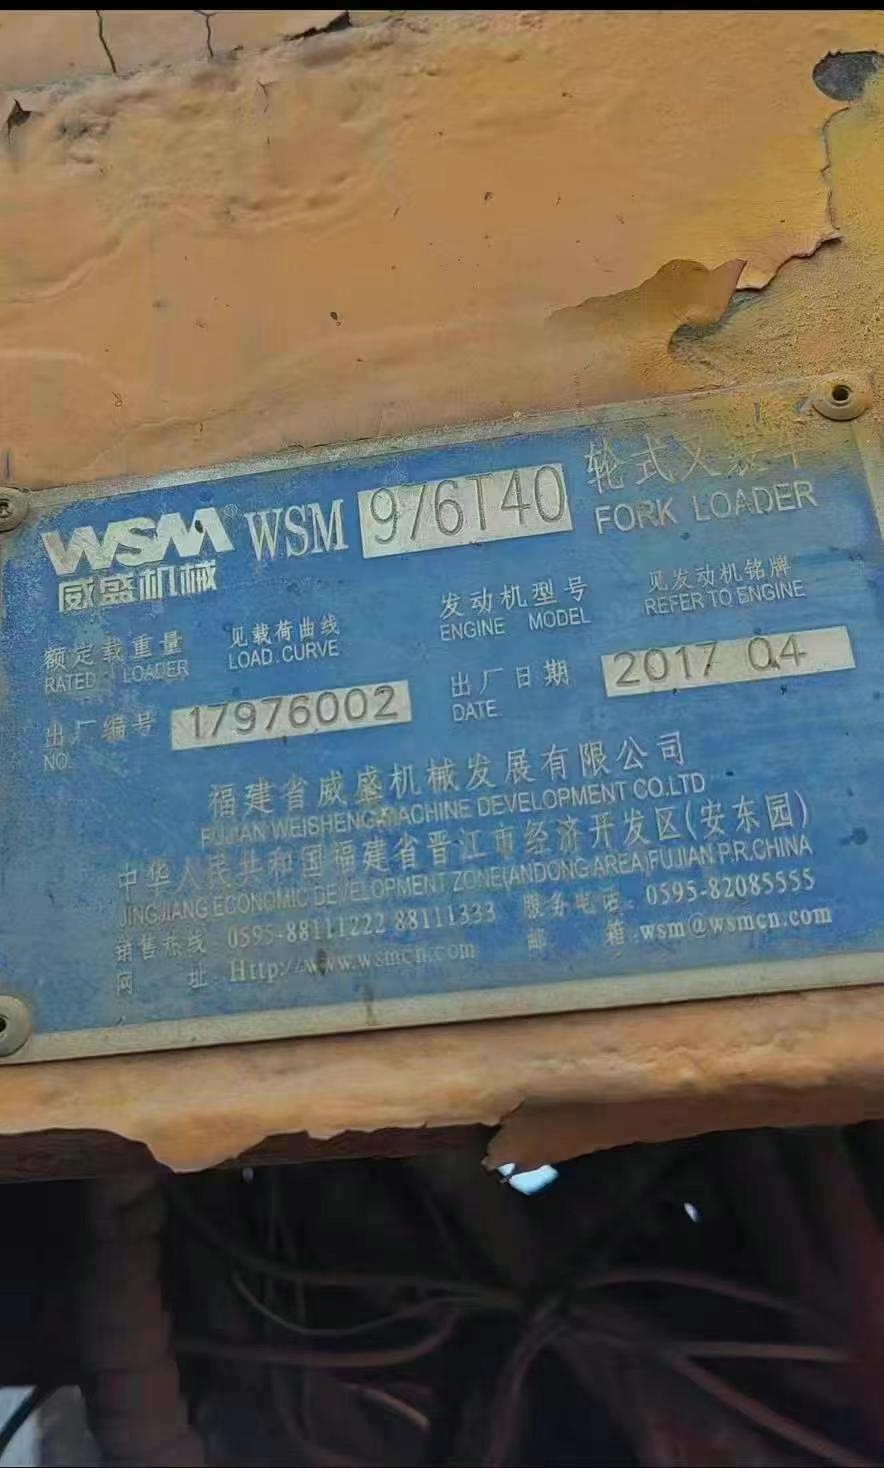 WSM® WSM 976T40 轮式叉装车
威盛机械 FORK LOADER
额定载重量 见载荷曲线 发动机型号 见发动机铭牌
RATED LOADER LOAD.CURVE ENGINE MODEL REFER TO ENGINE
出厂编号 17976002 出厂日期 2017 04
NO. DATE.
福建省威盛机械发展有限公司
FUJIAN WEISHENG MACHINE DEVELOPMENT CO.LTD
中华人民共和国福建省晋江市经济开发区(安东园)
JINGJIANG ECONOMIC DEVELOPMENT ZONE(ANDONG AREA)FUJIAN P.R.CHINA
销售热线: 0595-88111222 88111333 服务电话: 0595-82085555
网 址: Http://www.wsmcn.com 邮 箱:wsm@wsmcn.com